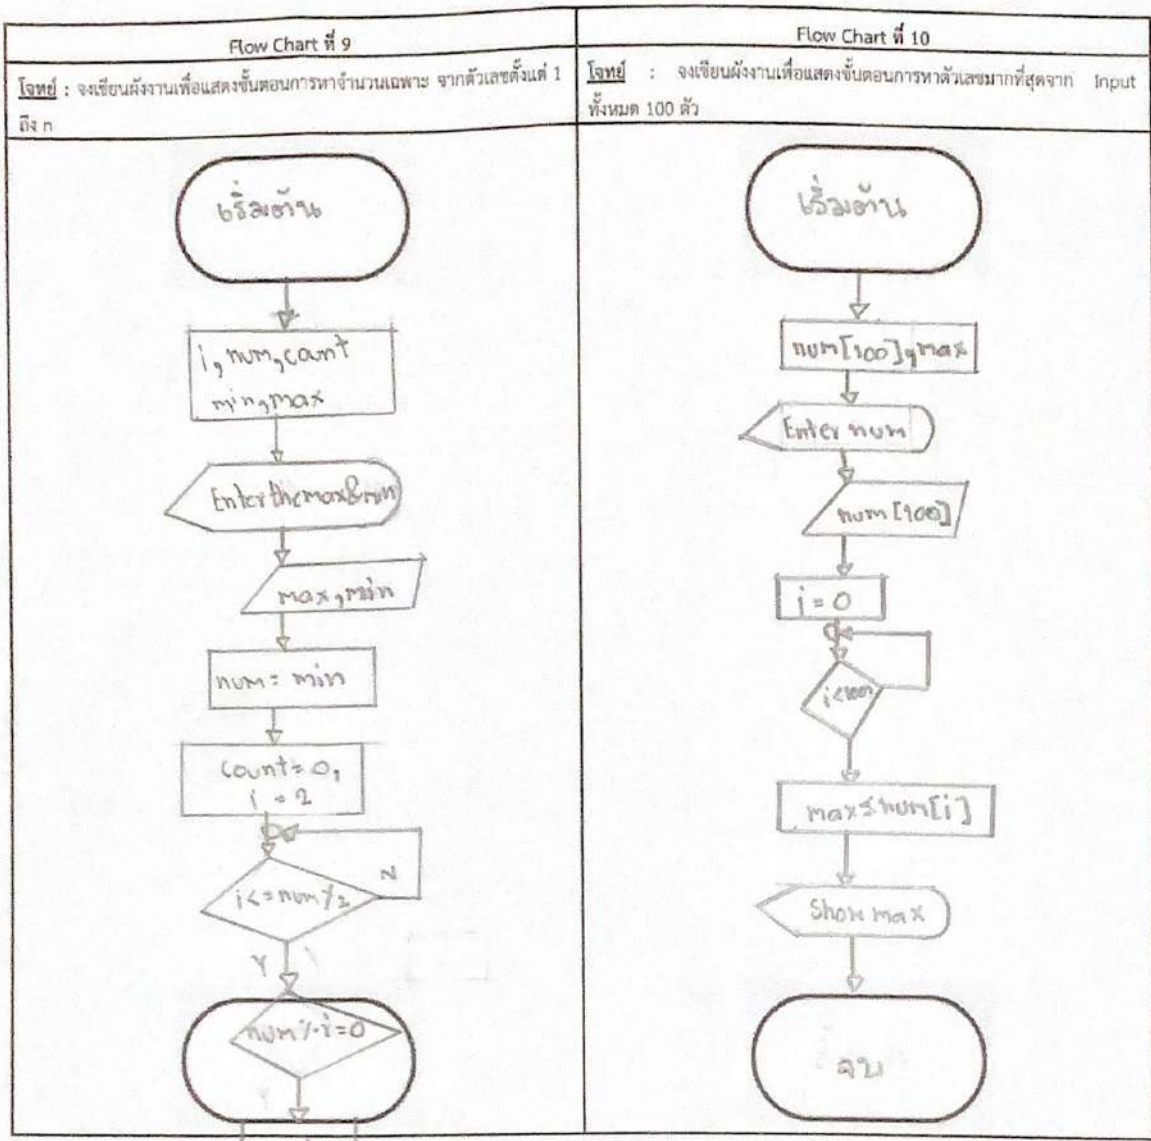 Flow Chart ที่ 9
โจทย์ : จงเขียนผังงานเพื่อแสดงขั้นตอนการหาจำนวนเฉพาะ จากตัวเลขตั้งแต่ 1
ถึง n
เริ่มต้น
i, num, count
min, max
Enter the max & min
max, min
num = min
count = 0,
i = 2
i <= num/2
N
Y
num % i = 0
Flow Chart ที่ 10
โจทย์ : จงเขียนผังงานเพื่อแสดงขั้นตอนการหาตัวเลขมากที่สุดจาก Input
ทั้งหมด 100 ตัว
เริ่มต้น
num[100], max
Enter num
num [100]
i = 0
i<100
max ≤ num[i]
Show max
จบ